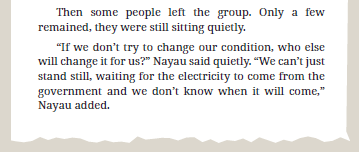 Then some people left the group. Only a few
remained, they were still sitting quietly.
“If we don’t try to change our condition, who else
will change it for us?” Nayau said quietly. “We can’t just
stand still, waiting for the electricity to come from the
government and we don’t know when it will come,”
Nayau added.